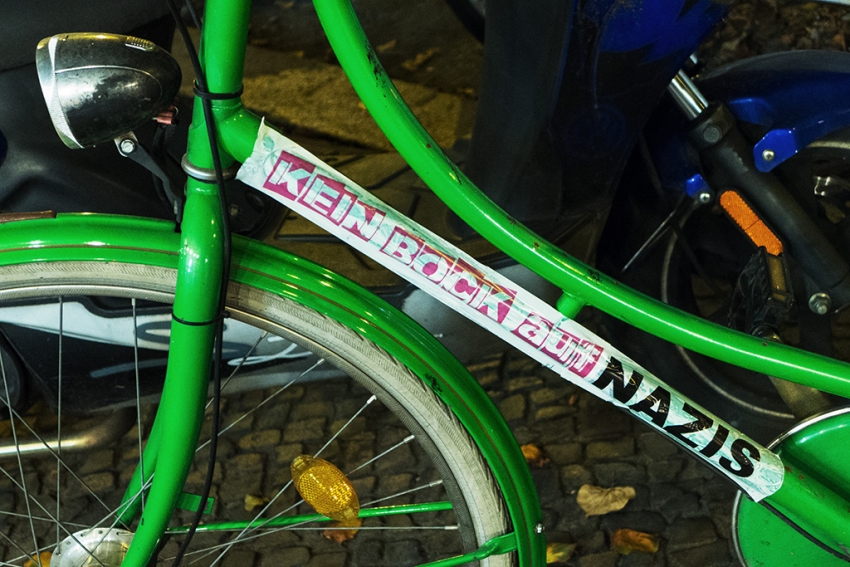 KEIN BOCK auf NAZIS